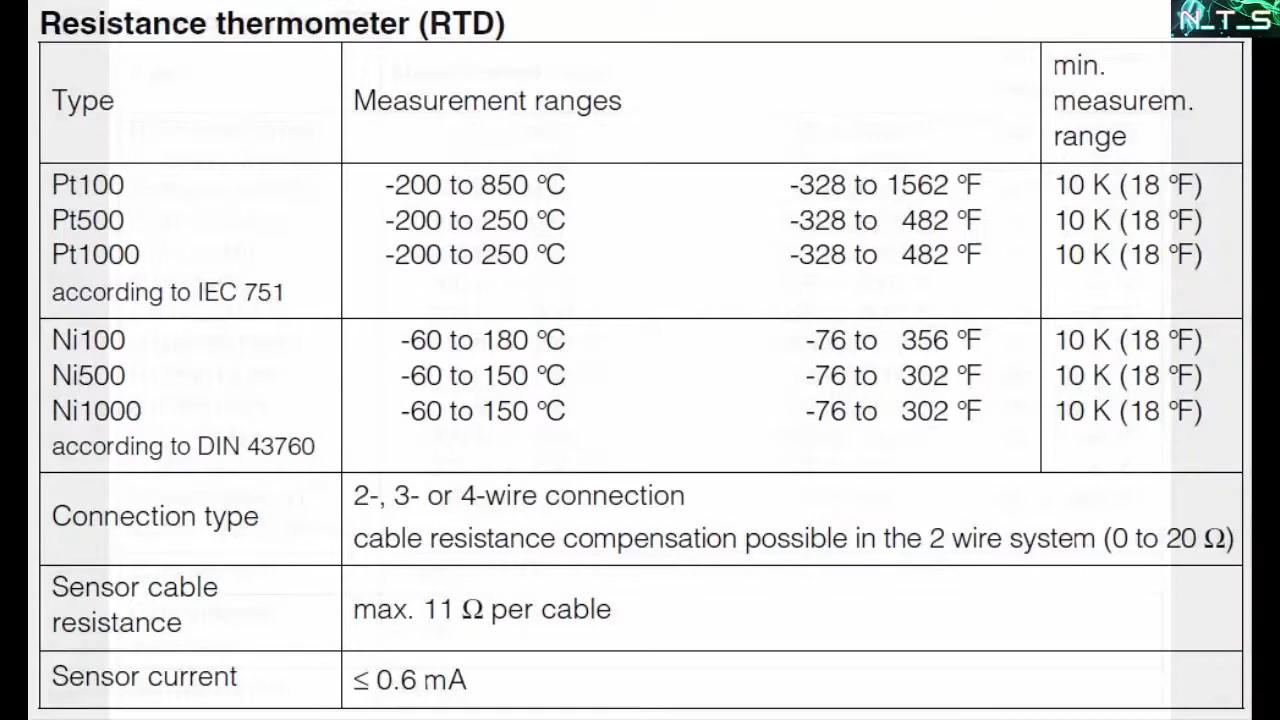 Resistance thermometer (RTD)
N_T_S
Type
Measurement ranges
min.
measurem.
range
Pt100 -200 to 850 °C -328 to 1562 °F 10 K (18 °F)
Pt500 -200 to 250 °C -328 to 482 °F 10 K (18 °F)
Pt1000 -200 to 250 °C -328 to 482 °F 10 K (18 °F)
according to IEC 751
Ni100 -60 to 180 °C -76 to 356 °F 10 K (18 °F)
Ni500 -60 to 150 °C -76 to 302 °F 10 K (18 °F)
Ni1000 -60 to 150 °C -76 to 302 °F 10 K (18 °F)
according to DIN 43760
Connection type
2-, 3- or 4-wire connection
cable resistance compensation possible in the 2 wire system (0 to 20 Ω)
Sensor cable
resistance
max. 11 Ω per cable
Sensor current
≤ 0.6 mA